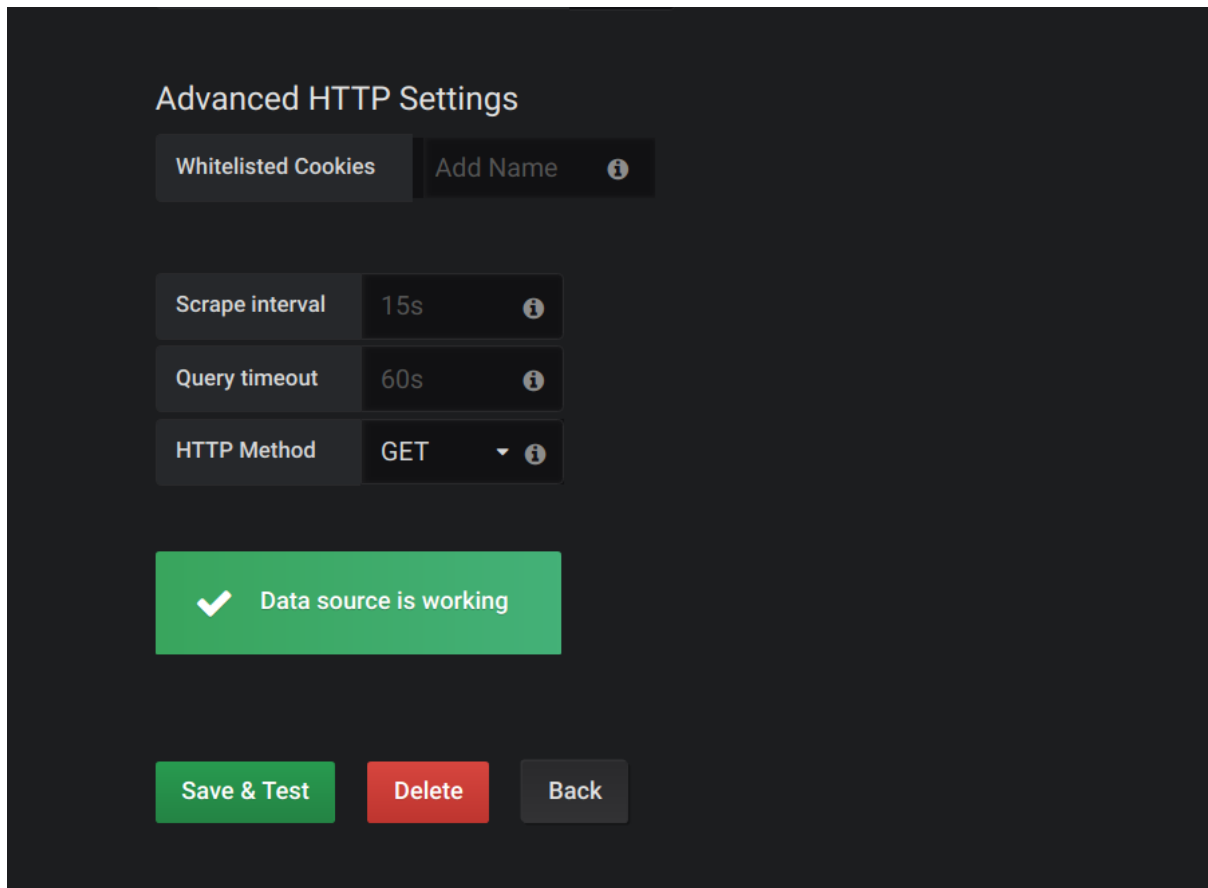 Advanced HTTP Settings
Whitelisted Cookies Add Name
Scrape interval 15s
Query timeout 60s
HTTP Method GET
Data source is working
Save & Test Delete Back